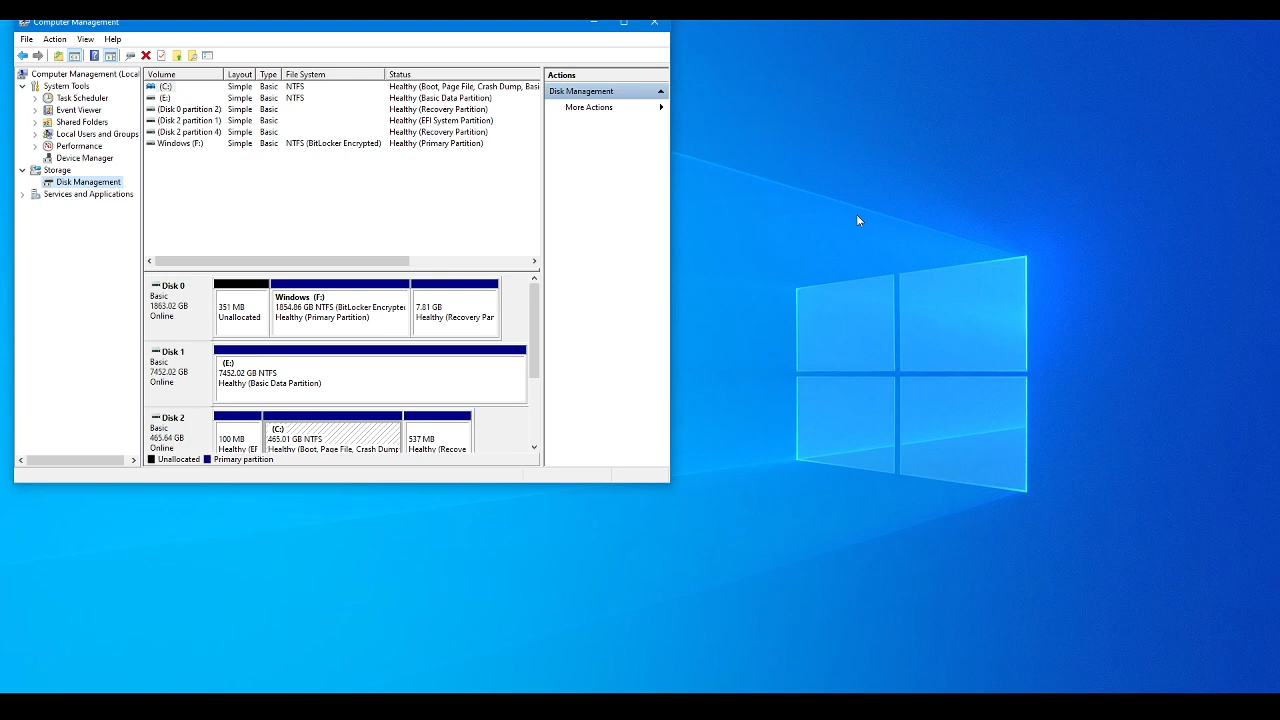 Computer Management
File Action View Help
Computer Management (Local
System Tools
Task Scheduler
Event Viewer
Shared Folders
Local Users and Groups
Performance
Device Manager
Storage
Disk Management
Services and Applications
Volume Layout Type File System Status
(C:) Simple Basic NTFS Healthy (Boot, Page File, Crash Dump, Basi
(E:) Simple Basic NTFS Healthy (Basic Data Partition)
(Disk 0 partition 2) Simple Basic Healthy (Recovery Partition)
(Disk 2 partition 1) Simple Basic Healthy (EFI System Partition)
(Disk 2 partition 4) Simple Basic Healthy (Recovery Partition)
Windows (F:) Simple Basic NTFS (BitLocker Encrypted) Healthy (Primary Partition)
Disk 0
Basic
1863.02 GB
Online
351 MB
Unallocated
Windows (F:)
1854.86 GB NTFS (BitLocker Encrypte
Healthy (Primary Partition)
7.81 GB
Healthy (Recovery Par
Disk 1
Basic
7452.02 GB
Online
(E:)
7452.02 GB NTFS
Healthy (Basic Data Partition)
Disk 2
Basic
465.64 GB
Online
100 MB
Healthy (EF
(C:)
465.01 GB NTFS
Healthy (Boot, Page File, Crash Dump
537 MB
Healthy (Recove
Unallocated Primary partition
Actions
Disk Management
More Actions